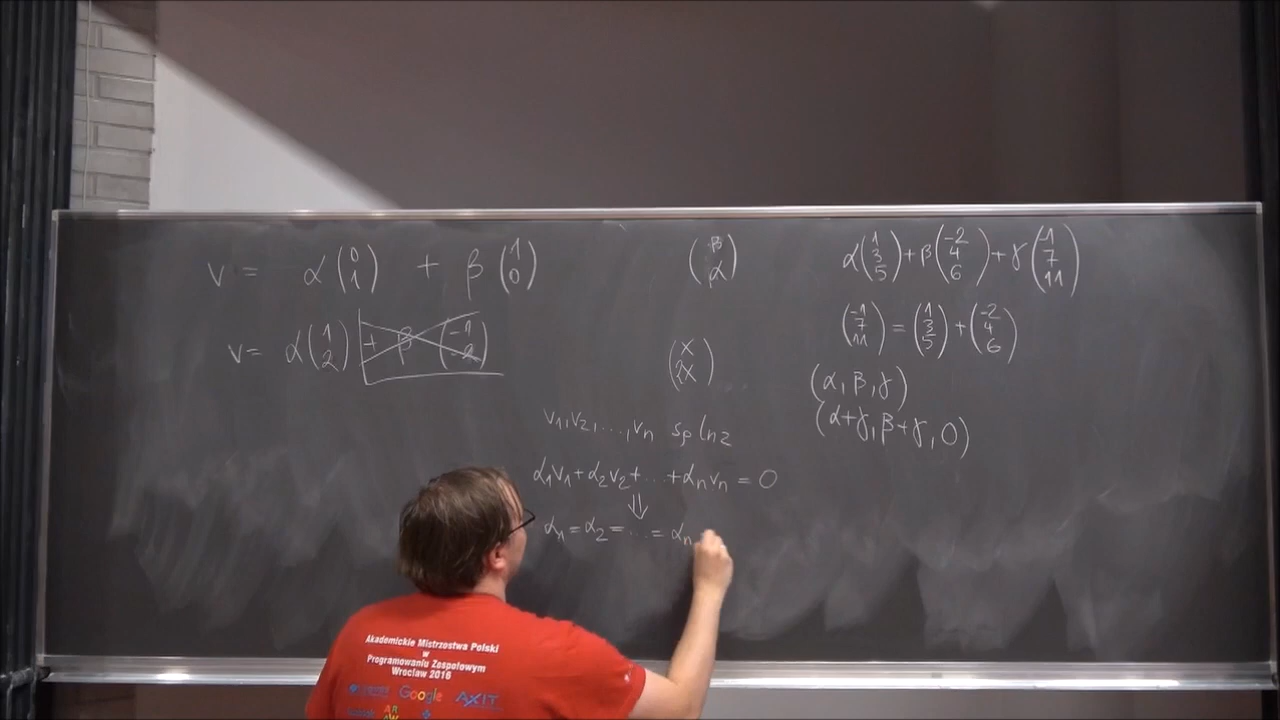 v = α (0 1) + β (1 0)
v= α (1 2) + β (-1 -2)
(β α)
(x 2x)
v1,v2,...,vn
α1v1+α2v2+...+αnvn = 0
⇓
α1=α2=...=αn
α(1 3 5)+β(-2 4 6)+γ(-1 7 11)
(-1 7 11)=(1 3 5)+(-2 4 6)
(α,β,γ)
(α+γ,β+γ,0)
Akademickie Mistrzostwa Polski
w
Programowaniu Zespołowym
Wrocław 2016
Google
AXIT